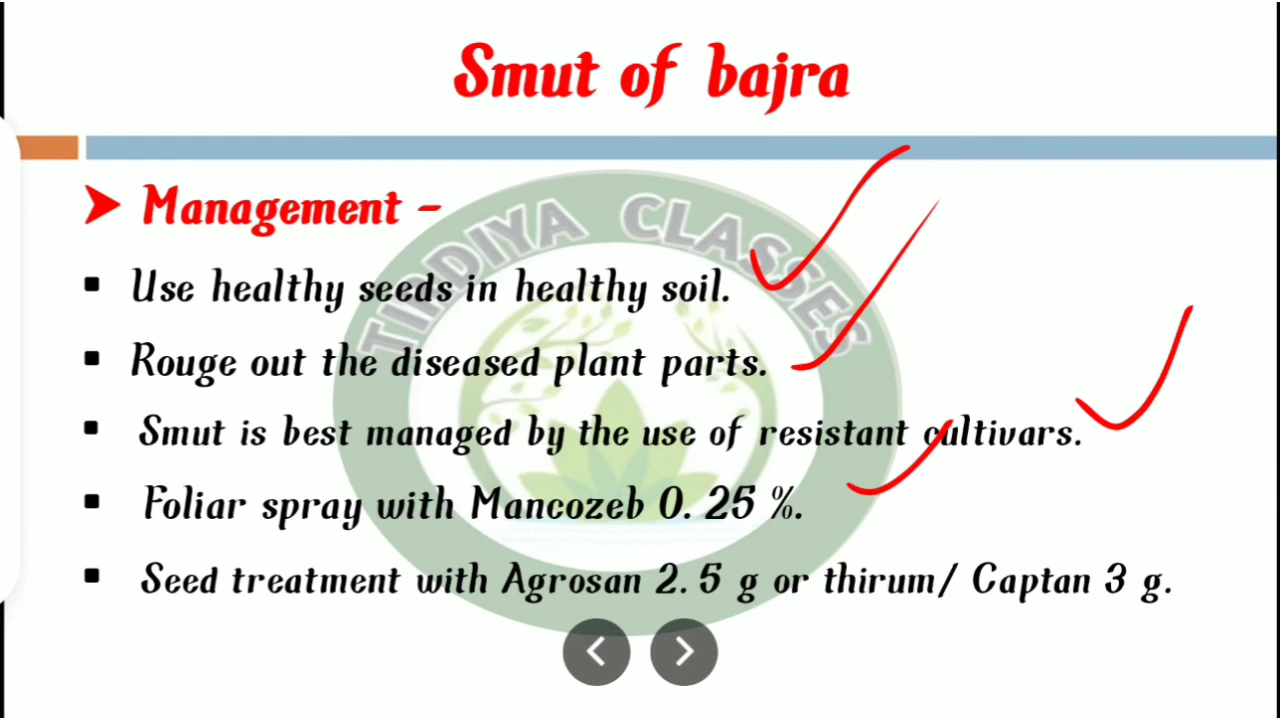 Smut of bajra
➤ Management -
▪ Use healthy seeds in healthy soil.
▪ Rouge out the diseased plant parts.
▪ Smut is best managed by the use of resistant cultivars.
▪ Foliar spray with Mancozeb 0.25 %.
▪ Seed treatment with Agrosan 2.5 g or thirum/ Captan 3 g.
TINDIYA CLASSES